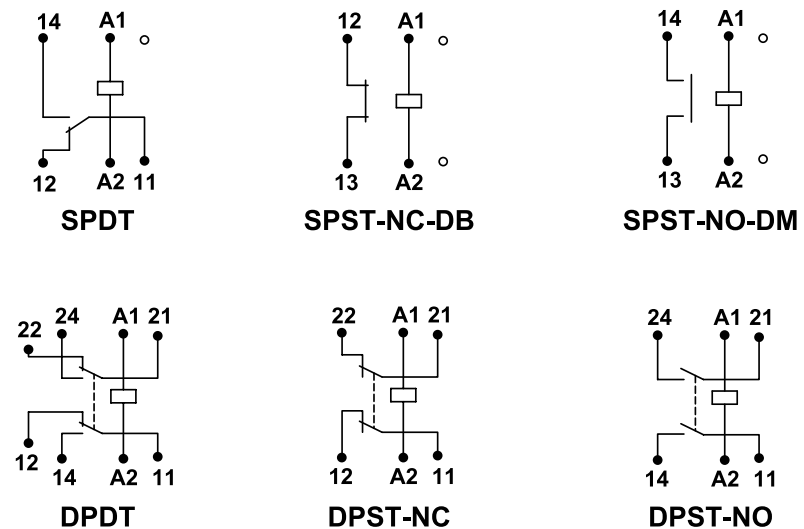 14 A1
12 A2 11
SPDT
12 A1
13 A2
SPST-NC-DB
14 A1
13 A2
SPST-NO-DM
22 24 A1 21
12 14 A2 11
DPDT
22 A1 21
12 A2 11
DPST-NC
24 A1 21
14 A2 11
DPST-NO